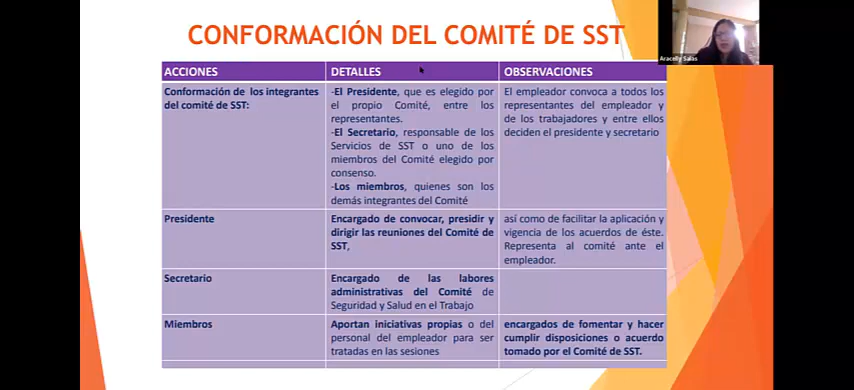 CONFORMACIÓN DEL COMITÉ DE SST
Aracelly Salas
ACCIONES
DETALLES
OBSERVACIONES
Conformación de los integrantes
del comité de SST:
-El Presidente, que es elegido por
el propio Comité, entre los
representantes.
-El Secretario, responsable de los
Servicios de SST o uno de los
miembros del Comité elegido por
consenso.
-Los miembros, quienes son los
demás integrantes del Comité
El empleador convoca a todos los
representantes del empleador y
de los trabajadores y entre ellos
deciden el presidente y secretario
Presidente
Encargado de convocar, presidir y
dirigir las reuniones del Comité de
SST,
así como de facilitar la aplicación y
vigencia de los acuerdos de éste.
Representa al comité ante el
empleador.
Secretario
Encargado de las labores
administrativas del Comité de
Seguridad y Salud en el Trabajo
Miembros
Aportan iniciativas propias o del
personal del empleador para ser
tratadas en las sesiones
encargados de fomentar y hacer
cumplir disposiciones o acuerdo
tomado por el Comité de SST.